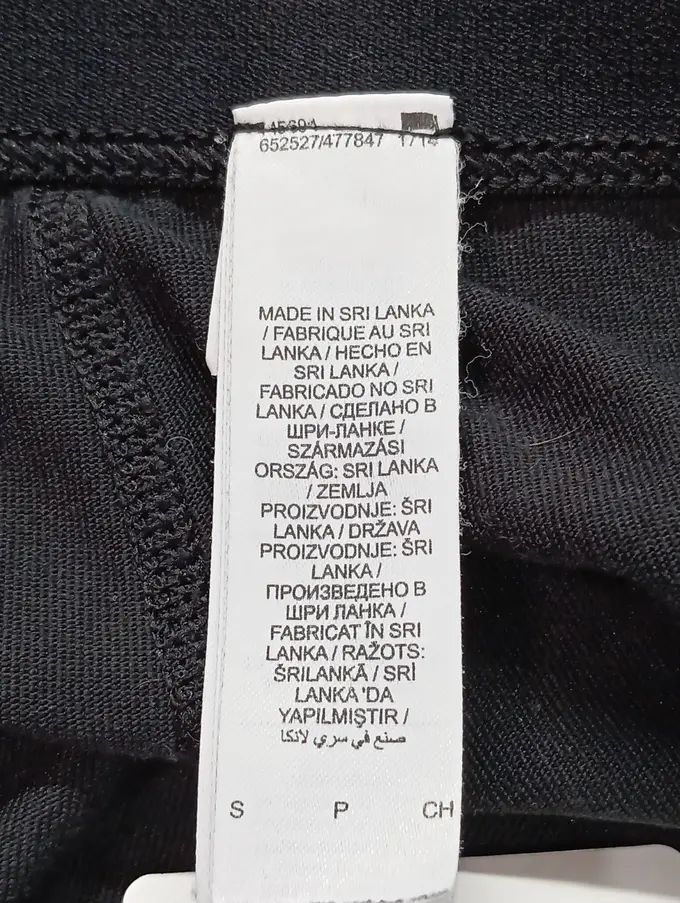 652527/477847 1/14
MADE IN SRI LANKA
/ FABRIQUE AU SRI
LANKA / HECHO EN
SRI LANKA /
FABRICADO NO SRI
LANKA / СДЕЛАНО В
ШРИ-ЛАНКЕ /
SZÁRMAZÁSI
ORSZÁG: SRI LANKA
/ ZEMLJA
PROIZVODNJE: ŠRI
LANKA / DRŽAVA
PROIZVODNJE: ŠRI
LANKA /
ПРОИЗВЕДЕНО В
ШРИ ЛАНКА /
FABRICAT ÎN SRI
LANKA / RAŽOTS:
ŠRILANKĀ / SRİ
LANKA 'DA
YAPILMIŞTIR /
صنع في سري لانكا
S P CH